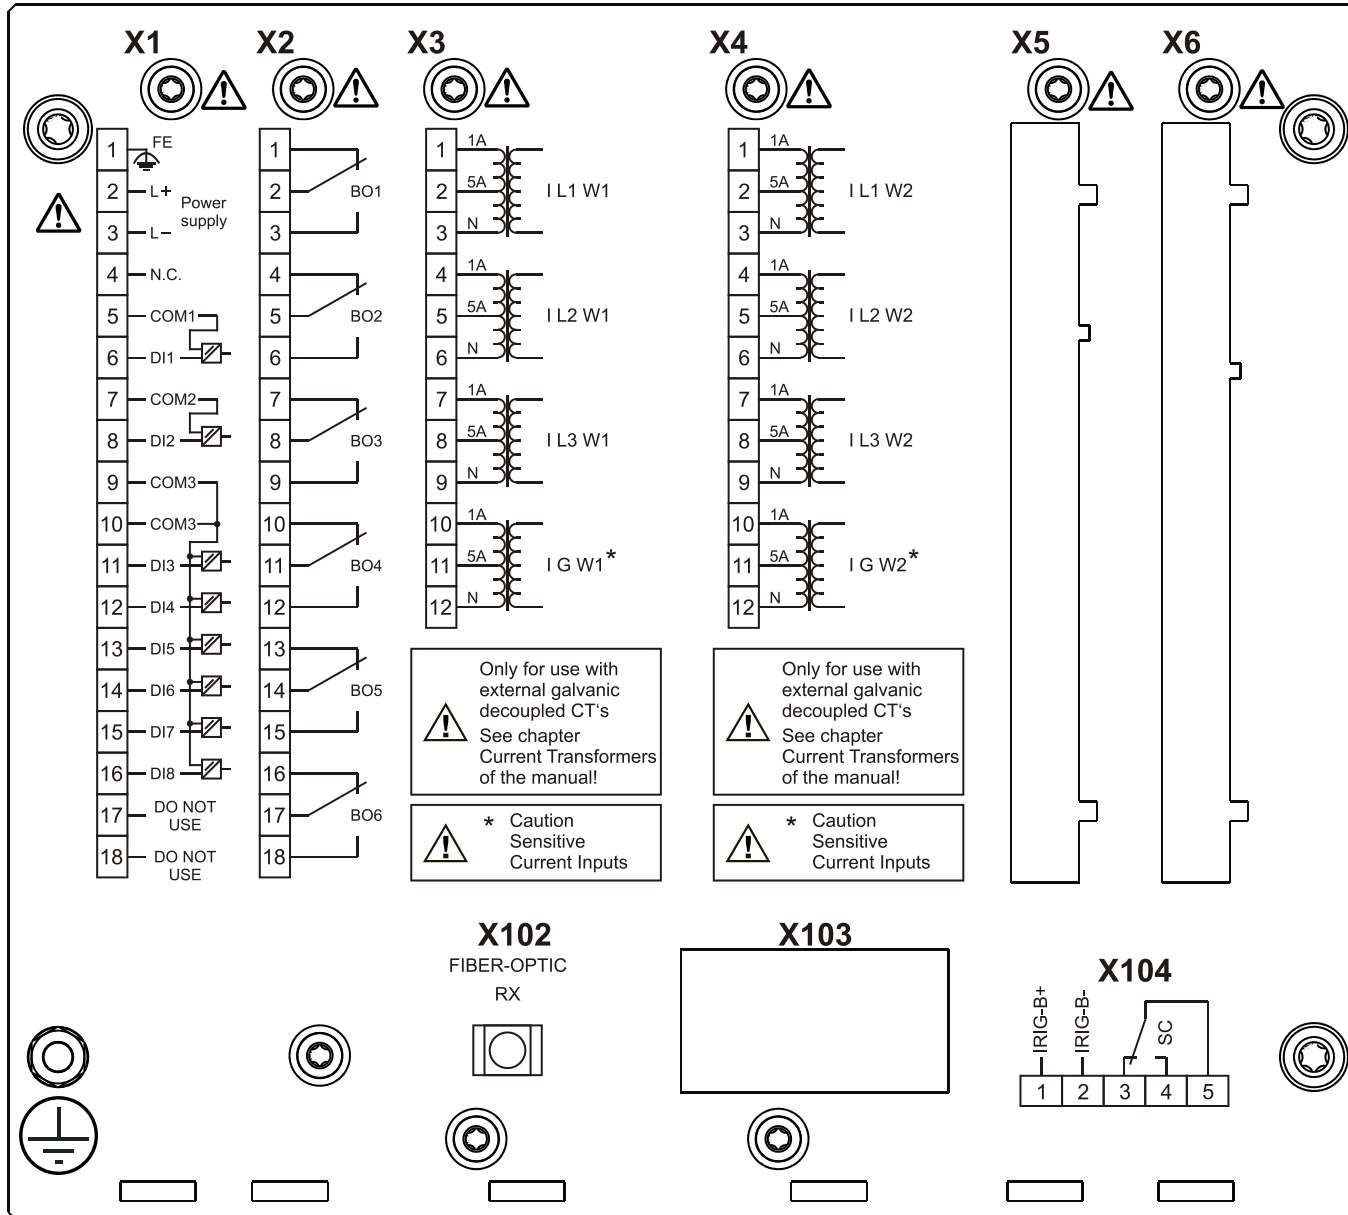 X1
X2
X3
X4
X5
X6
1 FE
2 L+
Power
supply
3 L–
4 N.C.
5 COM1
6 DI1
7 COM2
8 DI2
9 COM3
10 COM3
11 DI3
12 DI4
13 DI5
14 DI6
15 DI7
16 DI8
17 DO NOT
USE
18 DO NOT
USE
1
2 BO1
3
4
5 BO2
6
7
8 BO3
9
10
11 BO4
12
13
14 BO5
15
16
17 BO6
18
1 1A
2 5A I L1 W1
3 N
4 1A
5 5A I L2 W1
6 N
7 1A
8 5A I L3 W1
9 N
10 1A
11 5A I G W1*
12 N
Only for use with
external galvanic
decoupled CT‘s
See chapter
Current Transformers
of the manual!
* Caution
Sensitive
Current Inputs
1 1A
2 5A I L1 W2
3 N
4 1A
5 5A I L2 W2
6 N
7 1A
8 5A I L3 W2
9 N
10 1A
11 5A I G W2*
12 N
Only for use with
external galvanic
decoupled CT‘s
See chapter
Current Transformers
of the manual!
* Caution
Sensitive
Current Inputs
X102
FIBER-OPTIC
RX
X103
X104
IRIG-B+
IRIG-B-
SC
1 2 3 4 5